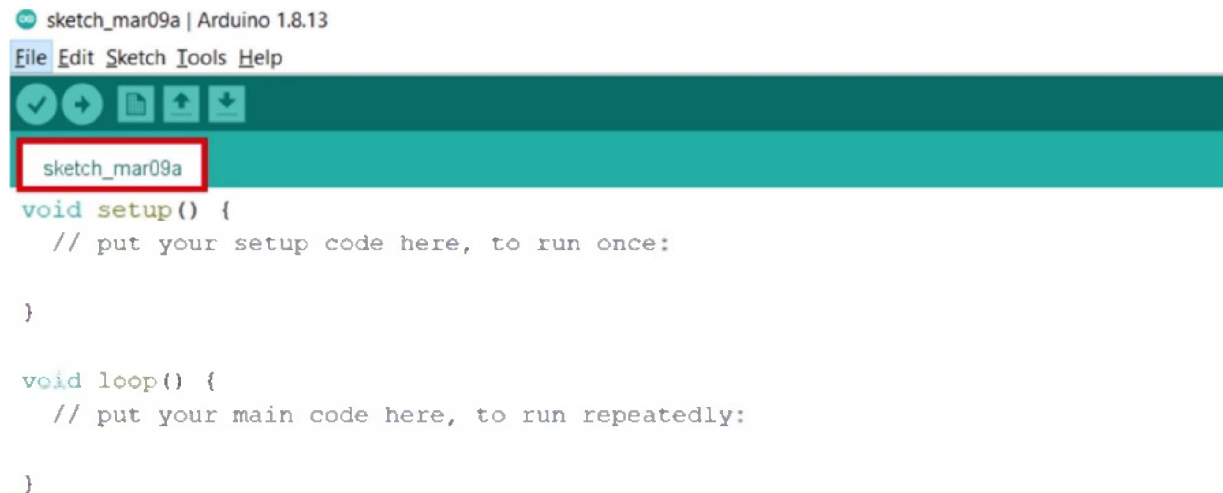 sketch_mar09a | Arduino 1.8.13
File Edit Sketch Tools Help
sketch_mar09a
void setup() {
  // put your setup code here, to run once:
}
void loop() {
  // put your main code here, to run repeatedly:
}